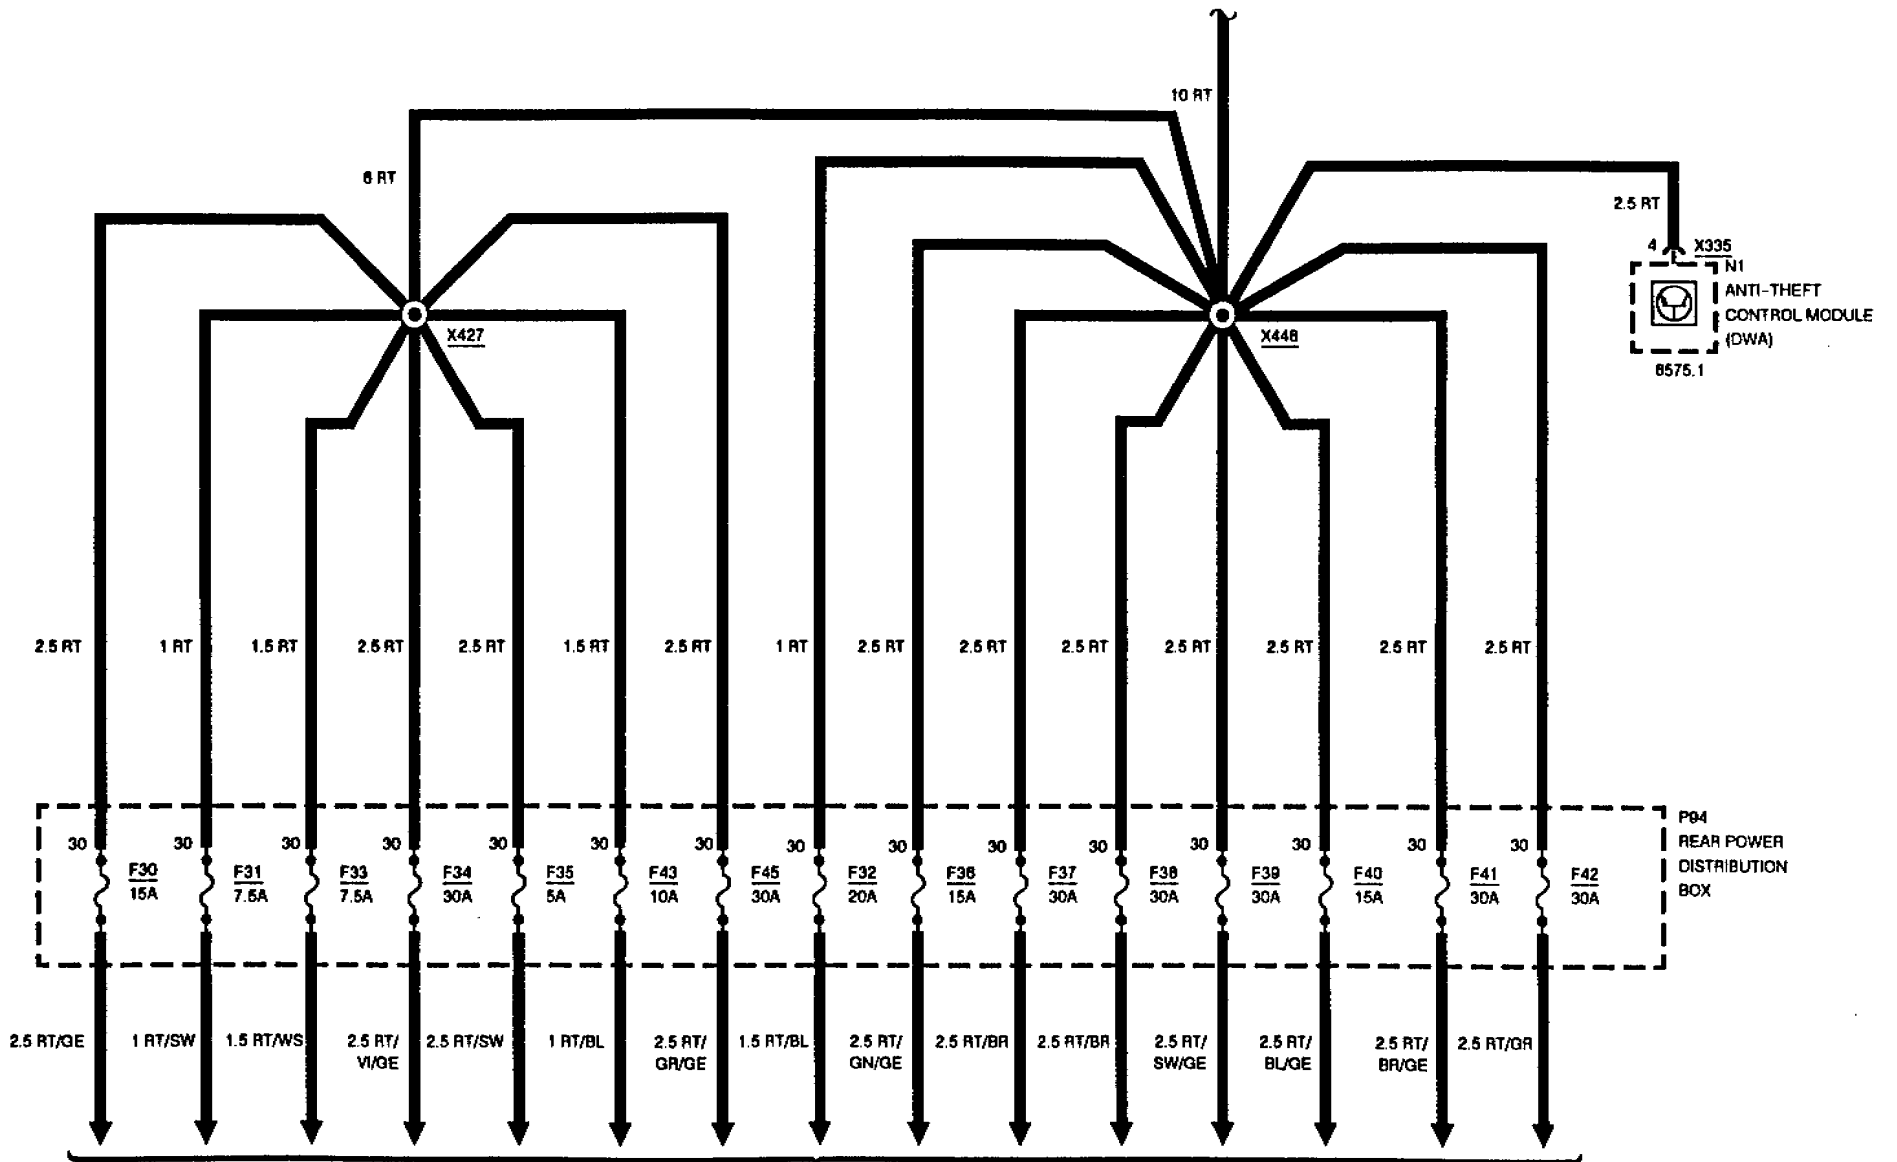 10 RT
6 RT
2.5 RT
4 X335
N1
ANTI-THEFT
CONTROL MODULE
(DWA)
8575.1
X427
X448
2.5 RT 1 RT 1.5 RT 2.5 RT 2.5 RT 1.5 RT 2.5 RT 1 RT 2.5 RT 2.5 RT 2.5 RT 2.5 RT 2.5 RT 2.5 RT 2.5 RT
P94
REAR POWER
DISTRIBUTION
BOX
30 30 30 30 30 30 30 30 30 30 30 30 30 30 30
F30 F31 F33 F34 F35 F43 F45 F32 F36 F37 F38 F39 F40 F41 F42
15A 7.5A 7.5A 30A 5A 10A 30A 20A 15A 30A 30A 30A 15A 30A 30A
2.5 RT/GE 1 RT/SW 1.5 RT/WS 2.5 RT/ 2.5 RT/SW 1 RT/BL 2.5 RT/ 1.5 RT/BL 2.5 RT/ 2.5 RT/BR 2.5 RT/BR 2.5 RT/ 2.5 RT/ 2.5 RT/ 2.5 RT/GR
VI/GE GR/GE GN/GE SW/GE BL/GE BR/GE